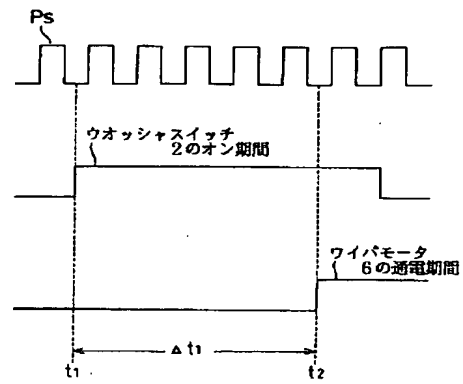 Ps
ウオッシャスイッチ
2のオン期間
ワイパモータ
6の通電期間
Δt1
t1
t2